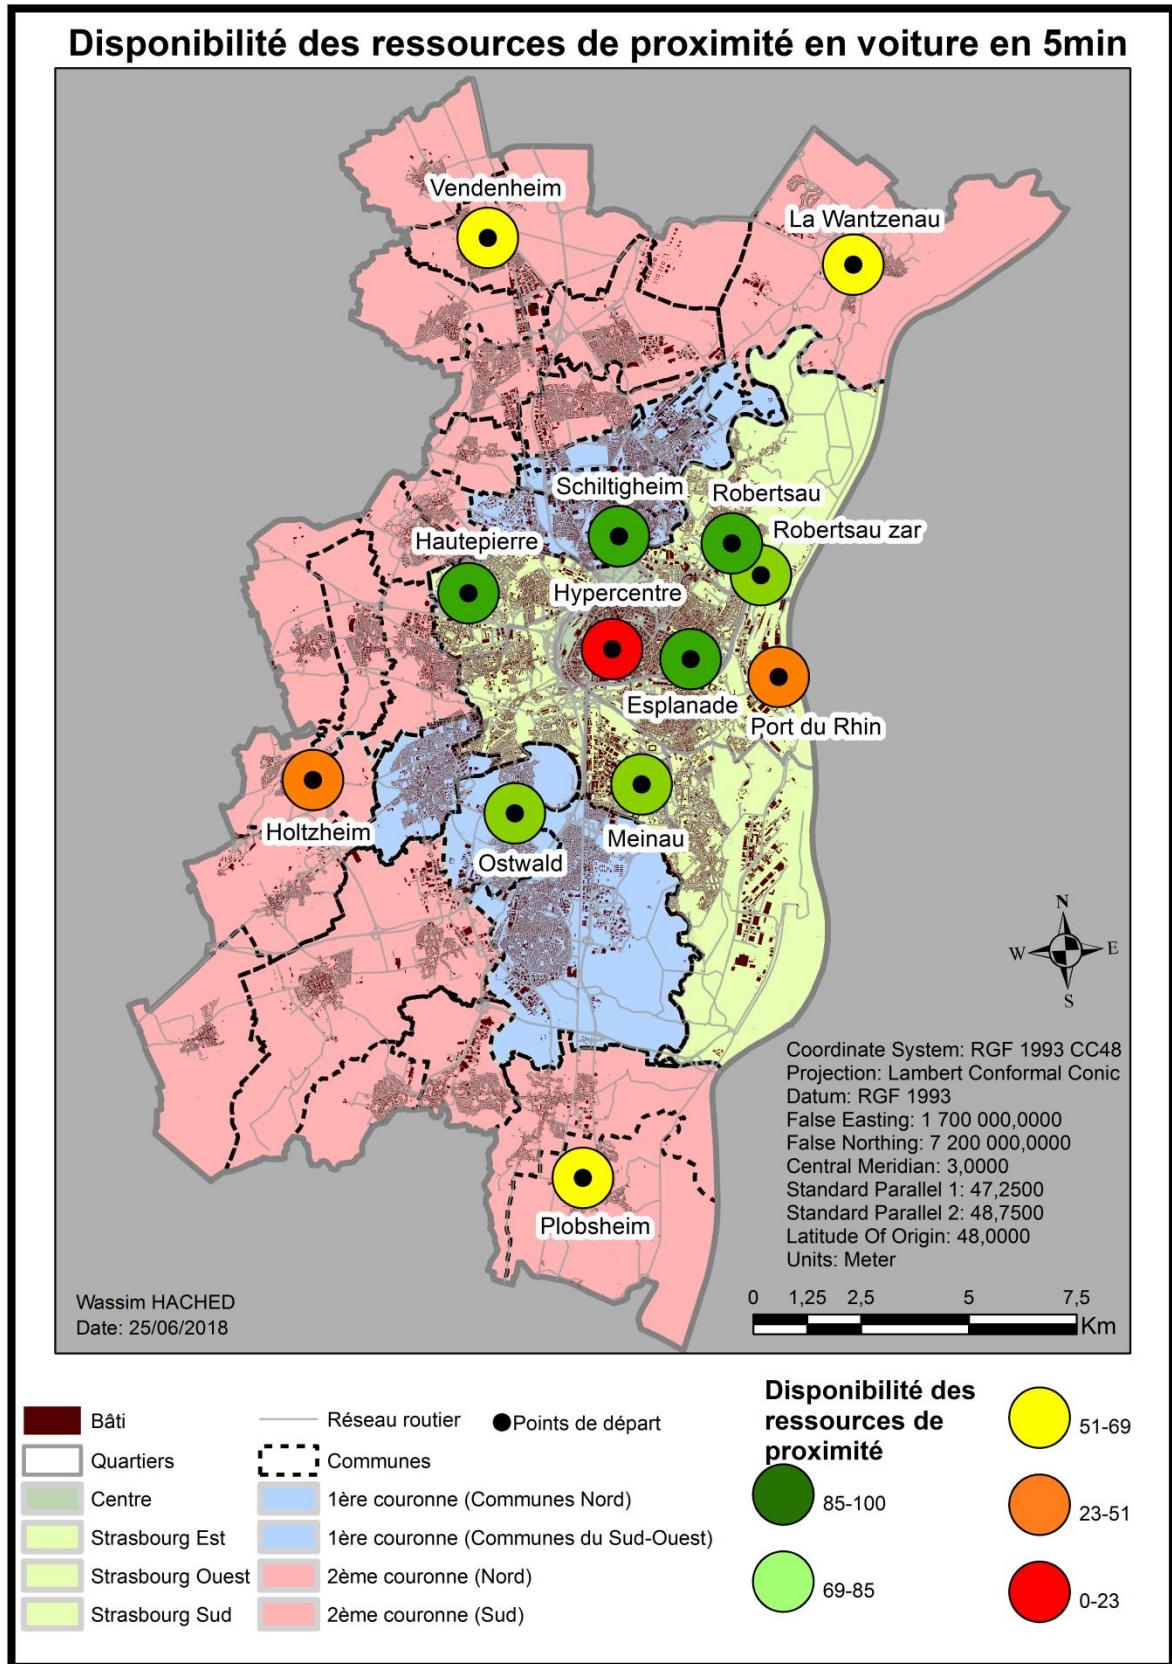 Disponibilité des ressources de proximité en voiture en 5min
Vendenheim
La Wantzenau
Schiltigheim
Robertsau
Hautepierre
Robertsau zar
Hypercentre
Esplanade
Port du Rhin
Holtzheim
Ostwald
Meinau
N
W
E
S
Plobsheim
Coordinate System: RGF 1993 CC48
Projection: Lambert Conformal Conic
Datum: RGF 1993
False Easting: 1 700 000,0000
False Northing: 7 200 000,0000
Central Meridian: 3,0000
Standard Parallel 1: 47,2500
Standard Parallel 2: 48,7500
Latitude Of Origin: 48,0000
Units: Meter
Wassim HACHED
Date: 25/06/2018
0 1,25 2,5 5 7,5
Km
Bâti
Quartiers
Centre
Strasbourg Est
Strasbourg Ouest
Strasbourg Sud
Réseau routier
Points de départ
Communes
1ère couronne (Communes Nord)
1ère couronne (Communes du Sud-Ouest)
2ème couronne (Nord)
2ème couronne (Sud)
Disponibilité des
ressources de
proximité
85-100
69-85
51-69
23-51
0-23